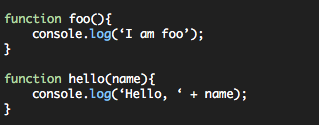 function foo(){
    console.log(‘I am foo’);
}

function hello(name){
    console.log(‘Hello, ‘ + name);
}